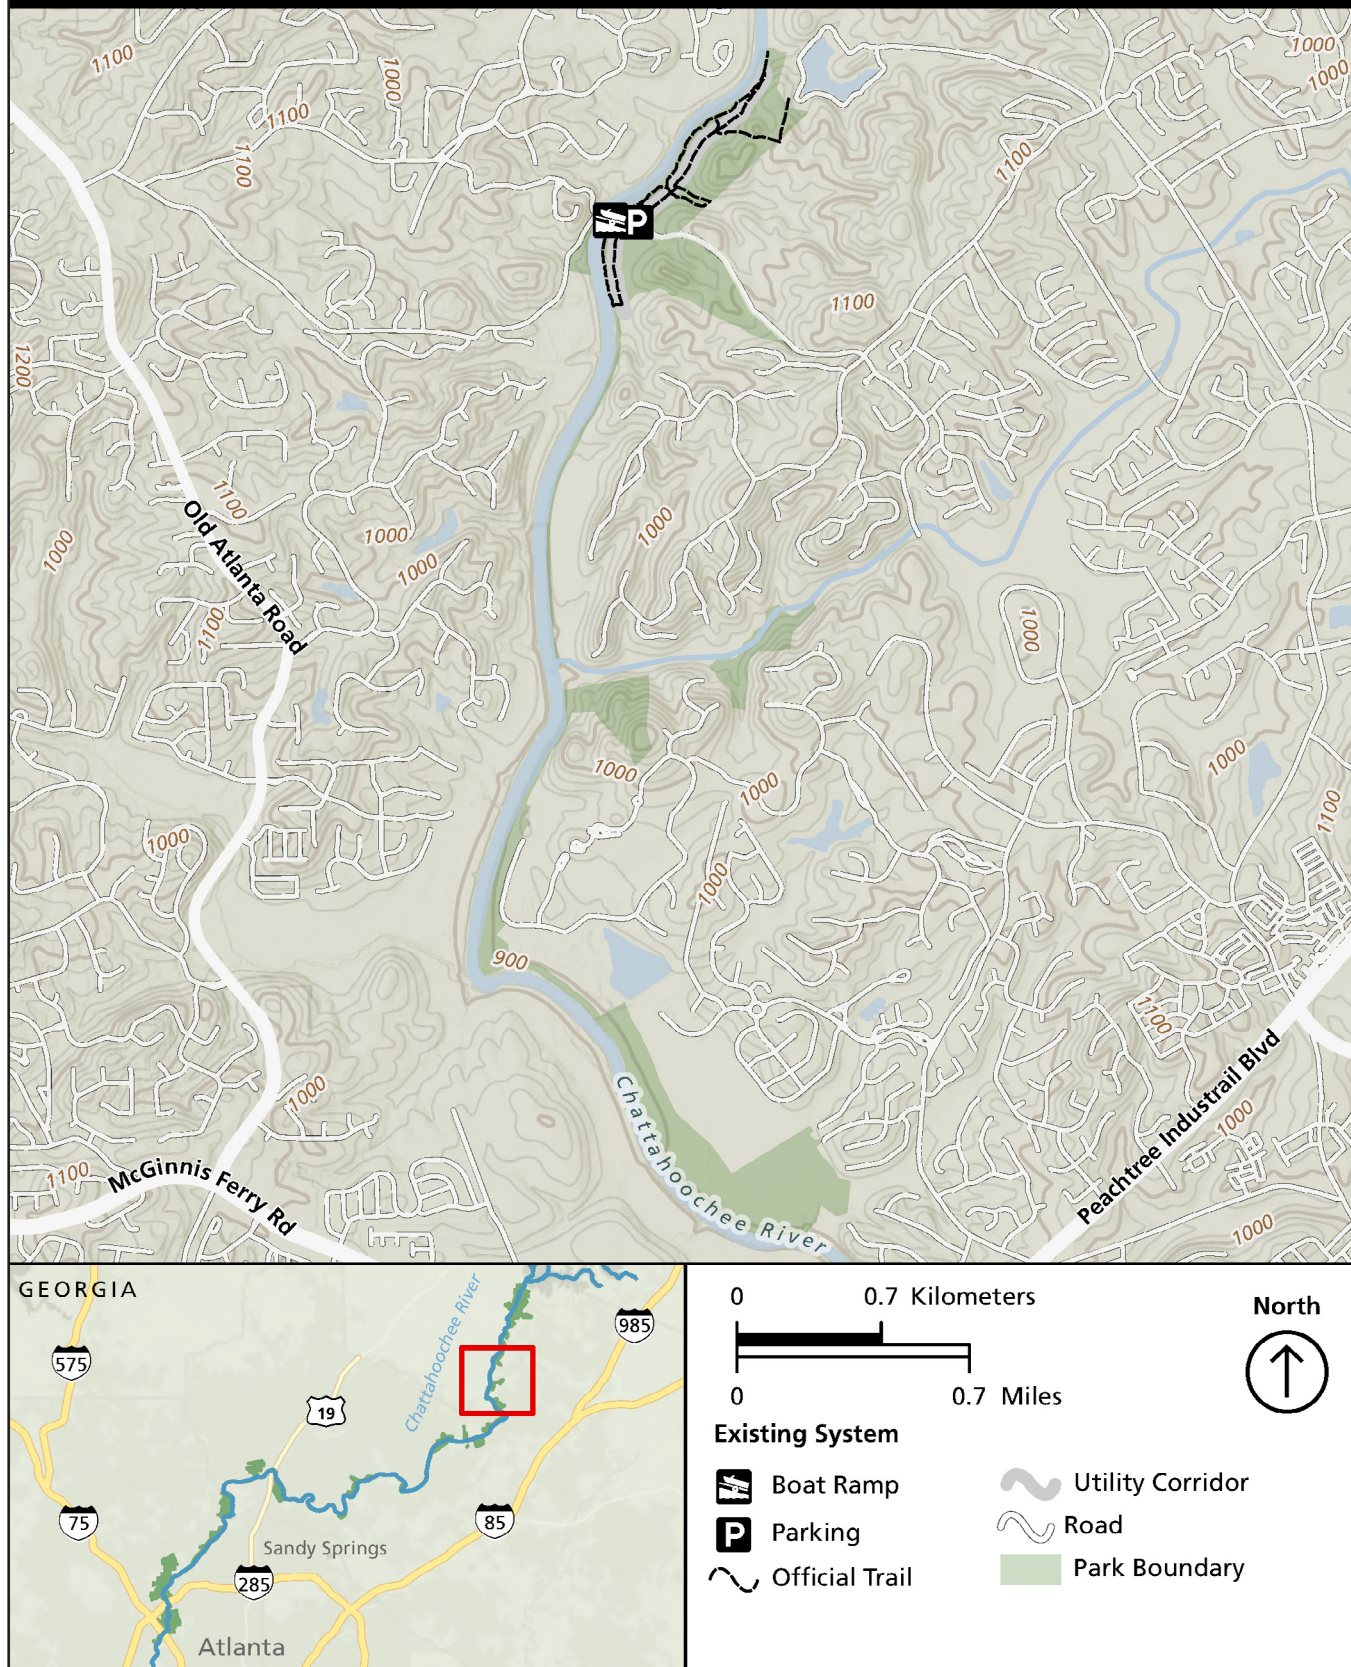 1100
1000
1000
1000
1100
1100
1100
1100
1200
1000
1100
1000
Old Atlanta Road
1000
1000
1000
1100
1000
1000
1000
1000
1100
1000
1000
900
1100
Chattahoochee River
1000
Peachtree Industrail Blvd
1000
1100
McGinnis Ferry Rd
1000
GEORGIA
Chattahoochee River
985
575
19
75
85
Sandy Springs
285
Atlanta
0 0.7 Kilometers
0 0.7 Miles
North
Existing System
Boat Ramp
P Parking
Official Trail
Utility Corridor
Road
Park Boundary
P